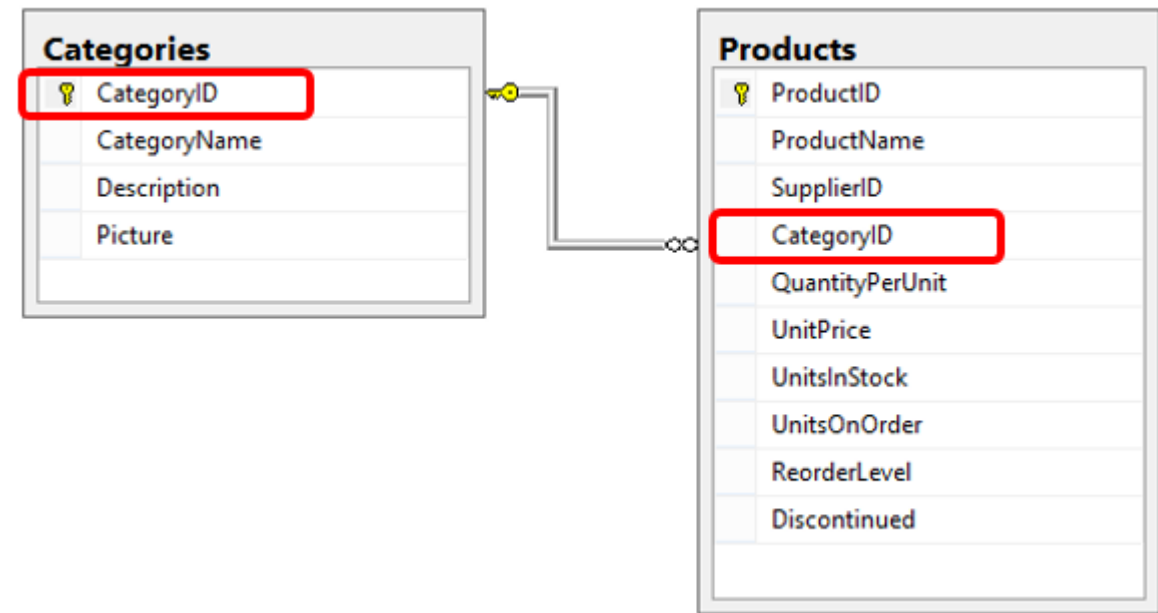 Categories
CategoryID
CategoryName
Description
Picture
Products
ProductID
ProductName
SupplierID
CategoryID
QuantityPerUnit
UnitPrice
UnitsInStock
UnitsOnOrder
ReorderLevel
Discontinued